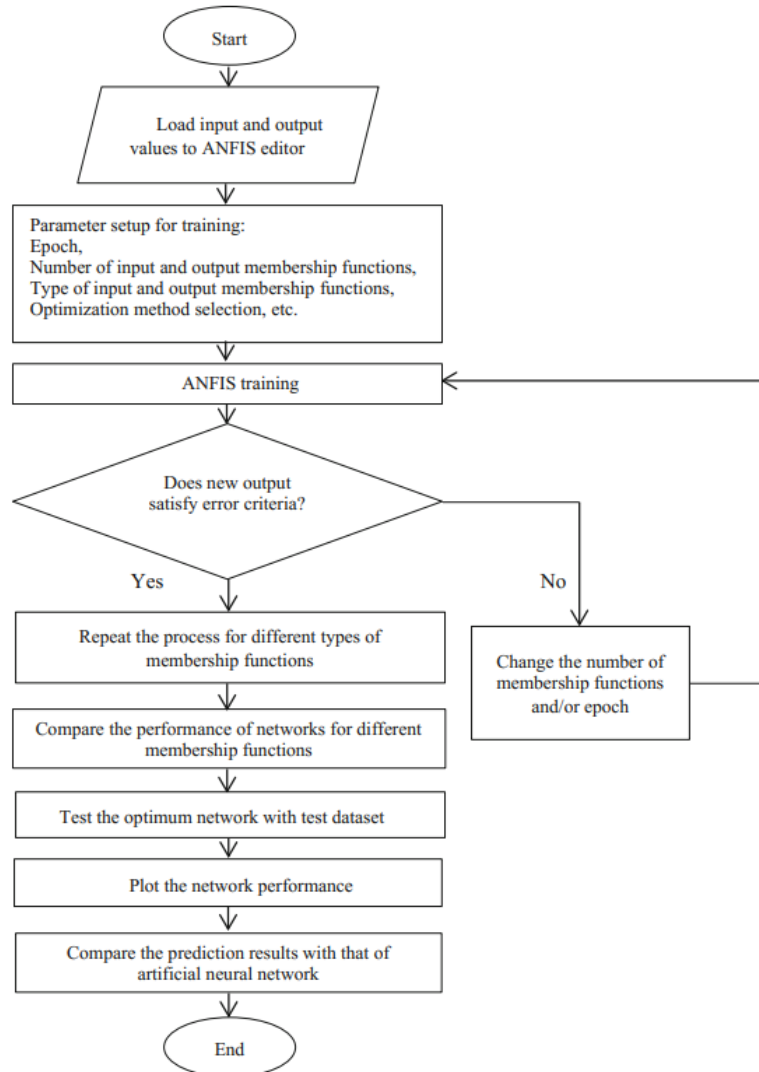 Start
Load input and output
values to ANFIS editor
Parameter setup for training:
Epoch,
Number of input and output membership functions,
Type of input and output membership functions,
Optimization method selection, etc.
ANFIS training
Does new output
satisfy error criteria?
Yes
No
Repeat the process for different types of
membership functions
Change the number of
membership functions
and/or epoch
Compare the performance of networks for different
membership functions
Test the optimum network with test dataset
Plot the network performance
Compare the prediction results with that of
artificial neural network
End